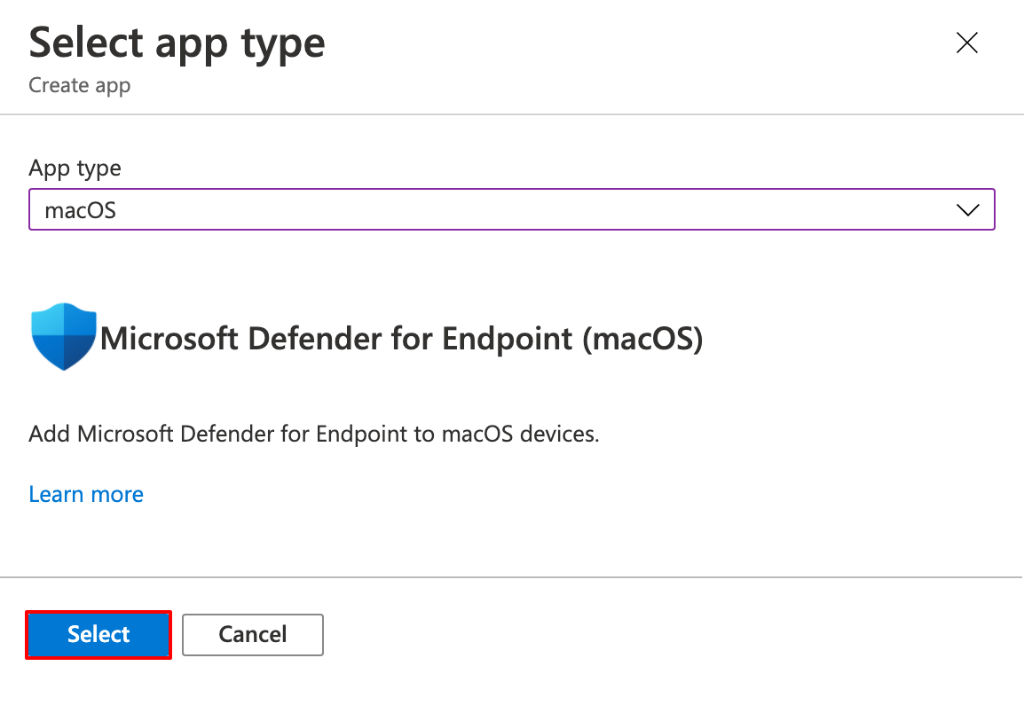 Select app type
Create app
App type
macOS
Microsoft Defender for Endpoint (macOS)
Add Microsoft Defender for Endpoint to macOS devices.
Learn more
Select
Cancel